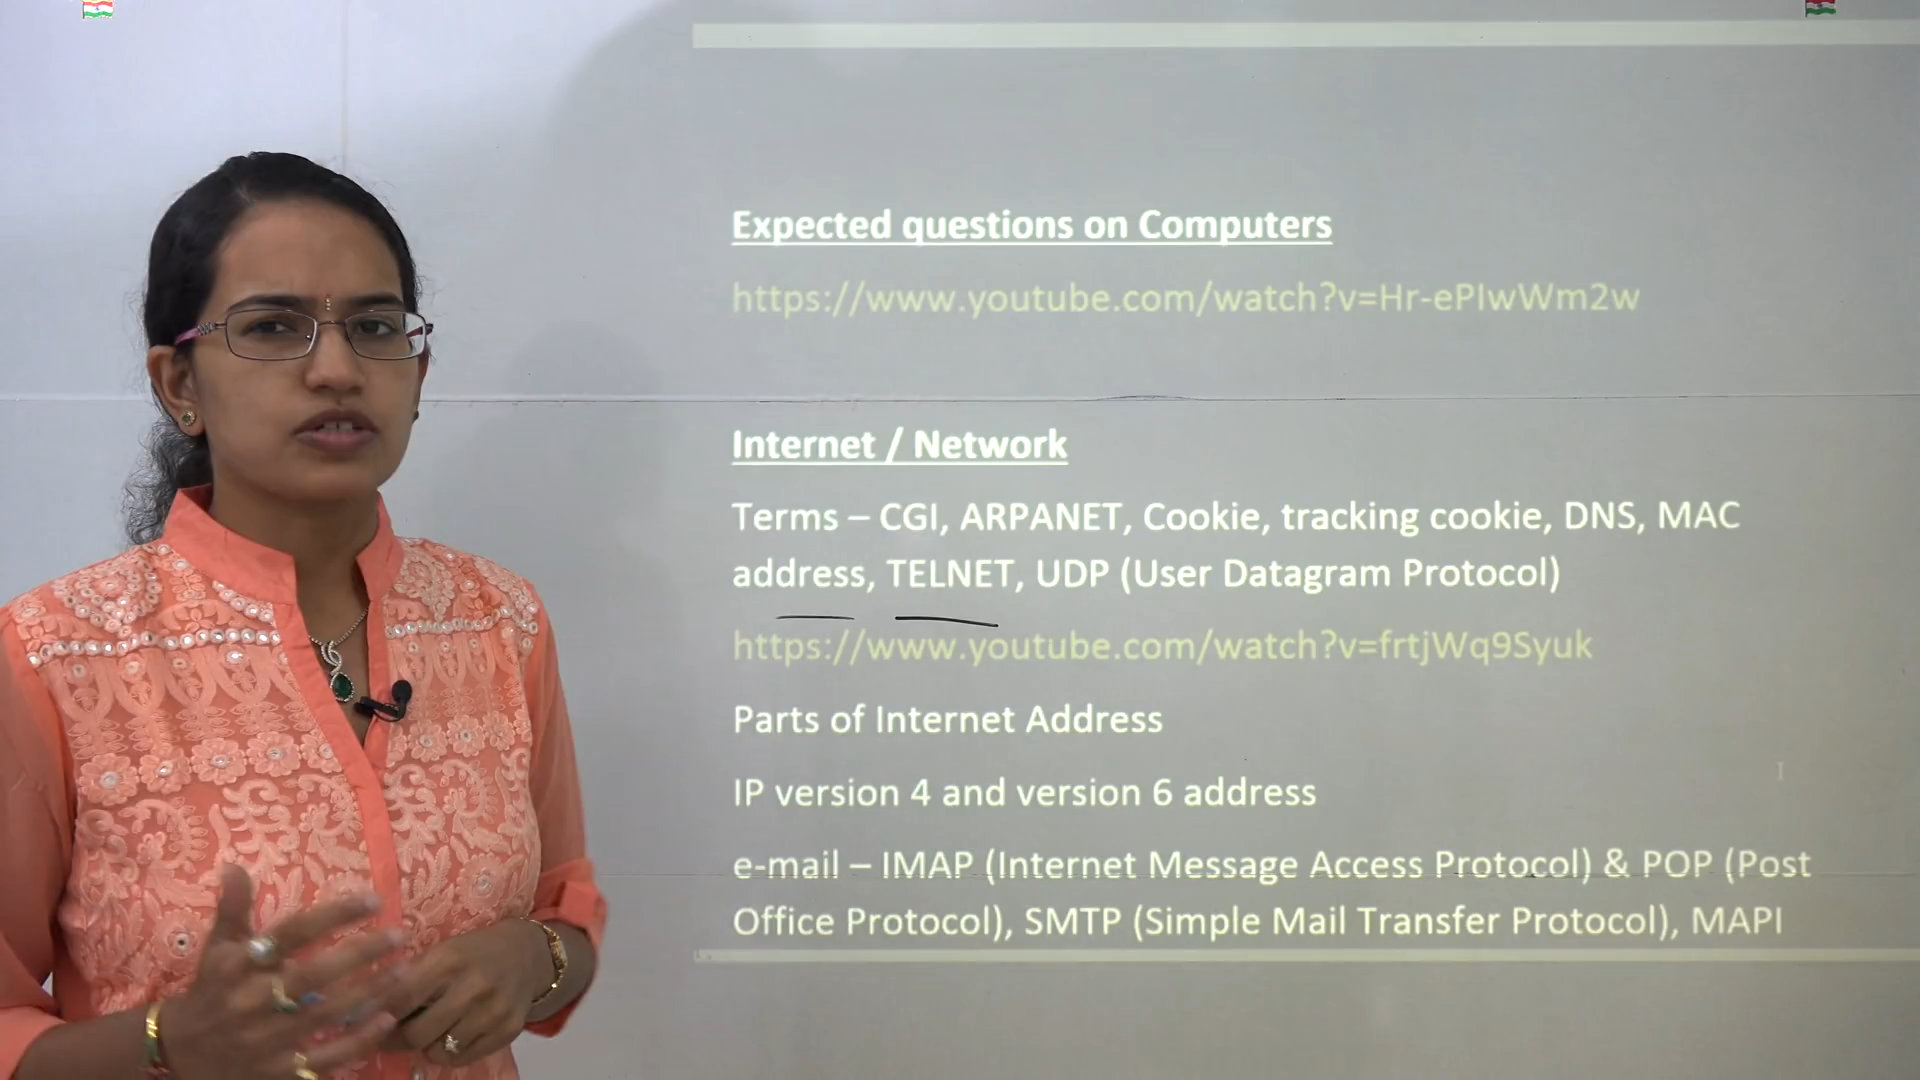 Expected questions on Computers
https://www.youtube.com/watch?v=Hr-ePIwWm2w
Internet / Network
Terms – CGI, ARPANET, Cookie, tracking cookie, DNS, MAC
address, TELNET, UDP (User Datagram Protocol)
https://www.youtube.com/watch?v=frtjWq9Syuk
Parts of Internet Address
IP version 4 and version 6 address
e-mail – IMAP (Internet Message Access Protocol) & POP (Post
Office Protocol), SMTP (Simple Mail Transfer Protocol), MAPI